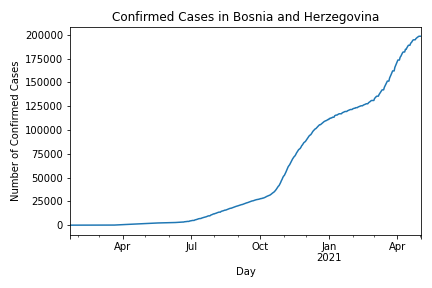 Confirmed Cases in Bosnia and Herzegovina
200000
175000
150000
125000
100000
75000
50000
25000
0
Number of Confirmed Cases
Apr
Jul
Oct
Jan
2021
Apr
Day